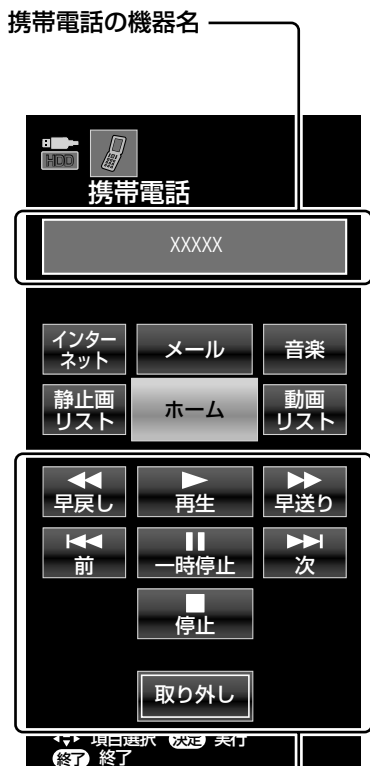 携帯電話の機器名
HDD
携帯電話
XXXXX
インター
ネット
メール
音楽
静止画
リスト
ホーム
動画
リスト
早戻し
再生
早送り
前
一時停止
次
停止
取り外し
項目選択 決定 実行
終了 終了